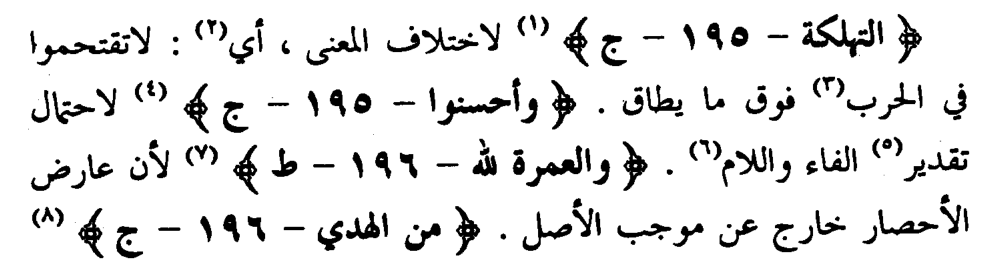 ﴿ التهلكة – ١٩٥ – ج ﴾ (١) لاختلاف المعنى ، أي(٢) : لاتقتحموا
في الحرب(٣) فوق ما يطاق . ﴿ وأحسنوا – ١٩٥ – ج ﴾ (٤) لاحتمال
تقدير(٥) الفاء واللام(٦) . ﴿ والعمرة لله – ١٩٦ – ط ﴾ (٧) لأن عارض
الأحصار خارج عن موجب الأصل . ﴿ من الهدي – ١٩٦ – ج ﴾ (٨)